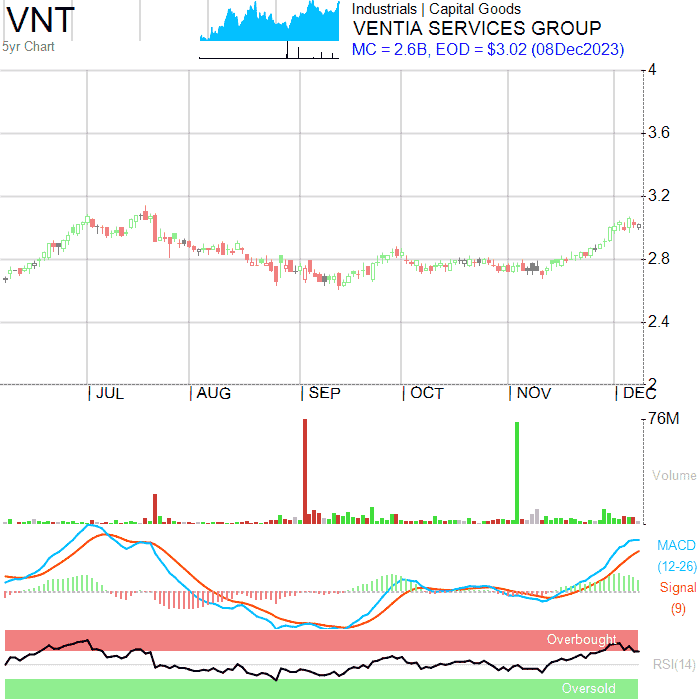 VNT
5yr Chart
Industrials | Capital Goods
VENTIA SERVICES GROUP
MC = 2.6B, EOD = $3.02 (08Dec2023)
4
3.6
3.2
2.8
2.4
2
JUL AUG SEP OCT NOV DEC
76M
Volume
MACD
(12-26)
Signal
(9)
Overbought
RSI(14)
Oversold